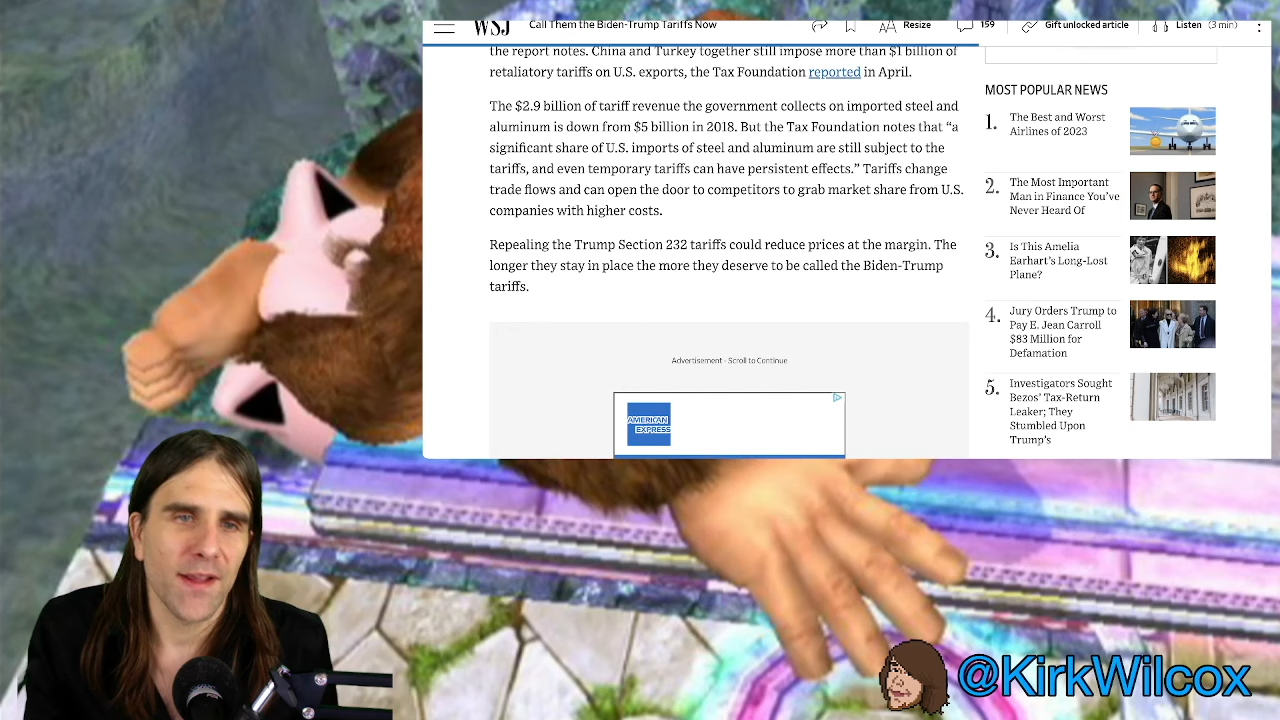 WSJ
Call Them the Biden-Trump Tariffs Now
AA Resize
159
Gift unlocked article
Listen (3 min)
the report notes. China and Turkey together still impose more than $1 billion of
retaliatory tariffs on U.S. exports, the Tax Foundation reported in April.
The $2.9 billion of tariff revenue the government collects on imported steel and
aluminum is down from $5 billion in 2018. But the Tax Foundation notes that “a
significant share of U.S. imports of steel and aluminum are still subject to the
tariffs, and even temporary tariffs can have persistent effects.” Tariffs change
trade flows and can open the door to competitors to grab market share from U.S.
companies with higher costs.
Repealing the Trump Section 232 tariffs could reduce prices at the margin. The
longer they stay in place the more they deserve to be called the Biden-Trump
tariffs.
Advertisement - Scroll to Continue
AMERICAN
EXPRESS
MOST POPULAR NEWS
1.
The Best and Worst
Airlines of 2023
2.
The Most Important
Man in Finance You’ve
Never Heard Of
3.
Is This Amelia
Earhart’s Long-Lost
Plane?
4.
Jury Orders Trump to
Pay E. Jean Carroll
$83 Million for
Defamation
5.
Investigators Sought
Bezos’ Tax-Return
Leaker; They
Stumbled Upon
Trump’s
@KirkWilcox